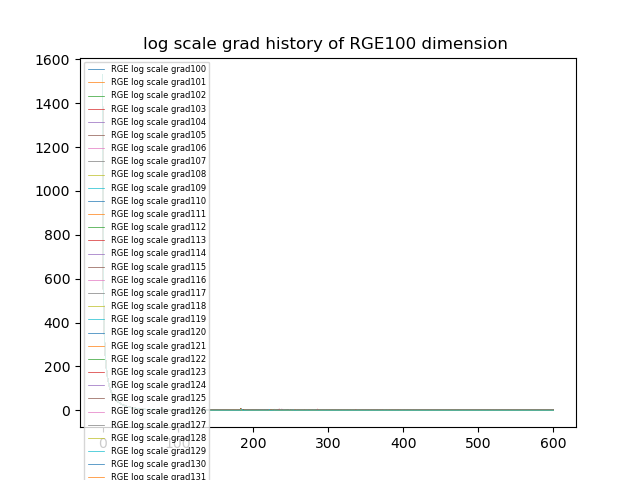 log scale grad history of RGE100 dimension
1600
1400
1200
1000
800
600
400
200
0
RGE log scale grad100
RGE log scale grad101
RGE log scale grad102
RGE log scale grad103
RGE log scale grad104
RGE log scale grad105
RGE log scale grad106
RGE log scale grad107
RGE log scale grad108
RGE log scale grad109
RGE log scale grad110
RGE log scale grad111
RGE log scale grad112
RGE log scale grad113
RGE log scale grad114
RGE log scale grad115
RGE log scale grad116
RGE log scale grad117
RGE log scale grad118
RGE log scale grad119
RGE log scale grad120
RGE log scale grad121
RGE log scale grad122
RGE log scale grad123
RGE log scale grad124
RGE log scale grad125
RGE log scale grad126
RGE log scale grad127
RGE log scale grad128
RGE log scale grad129
RGE log scale grad130
RGE log scale grad131
0 100 200 300 400 500 600